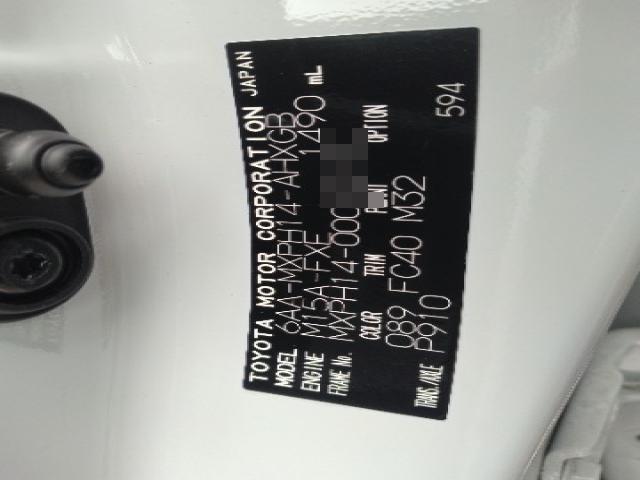 TOYOTA MOTOR CORPORATION JAPAN
MODEL 6AA-MXPH14-AHXGB
ENGINE M15A-FXE 1490 mL
FRAME No. MXPH14-000
COLOR TRIM PLANT OPTION
089 FC40 M32
TRANS./AXLE P910 594